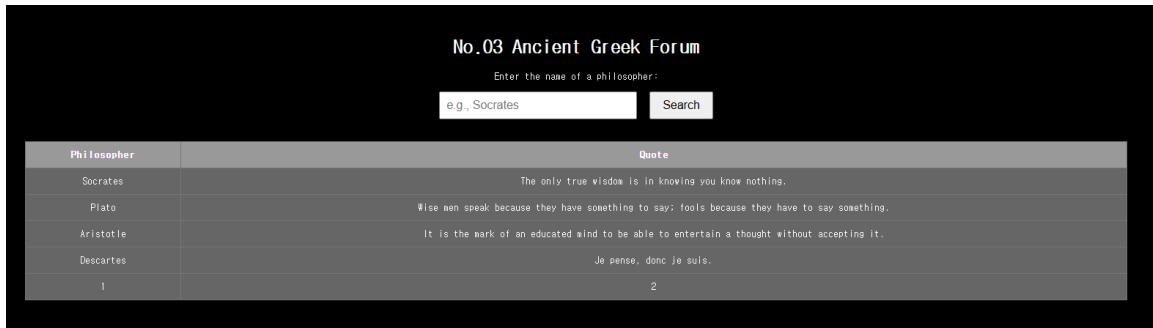 No.03 Ancient Greek Forum
Enter the name of a philosopher:
e.g., Socrates Search
Philosopher Quote
Socrates The only true wisdom is in knowing you know nothing.
Plato Wise men speak because they have something to say; fools because they have to say something.
Aristotle It is the mark of an educated mind to be able to entertain a thought without accepting it.
Descartes Je pense, donc je suis.
1 2